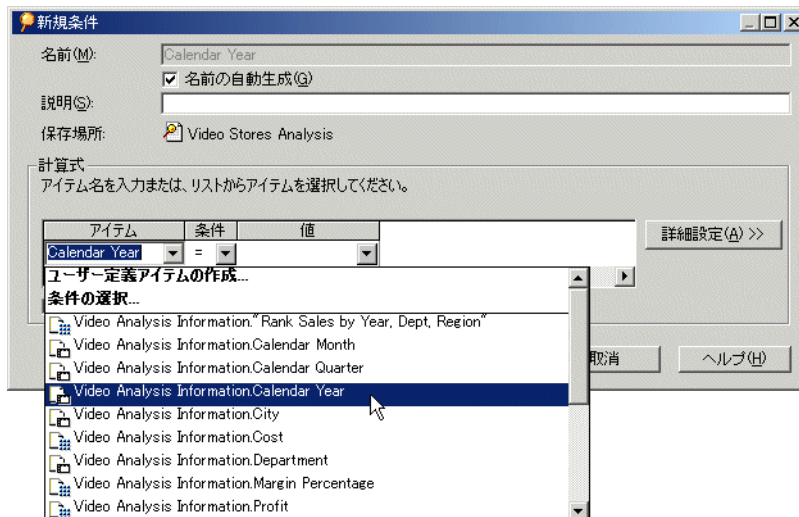 新規条件
名前(M): Calendar Year
名前の自動生成(G)
説明(S):
保存場所: Video Stores Analysis
計算式
アイテム名を入力または、リストからアイテムを選択してください。
アイテム 条件 値
Calendar Year =
詳細設定(A) >>
ユーザー定義アイテムの作成...
条件の選択...
Video Analysis Information."Rank Sales by Year, Dept, Region"
Video Analysis Information.Calendar Month
Video Analysis Information.Calendar Quarter
Video Analysis Information.Calendar Year
Video Analysis Information.City
Video Analysis Information.Cost
Video Analysis Information.Department
Video Analysis Information.Margin Percentage
Video Analysis Information.Profit
取消 ヘルプ(H)